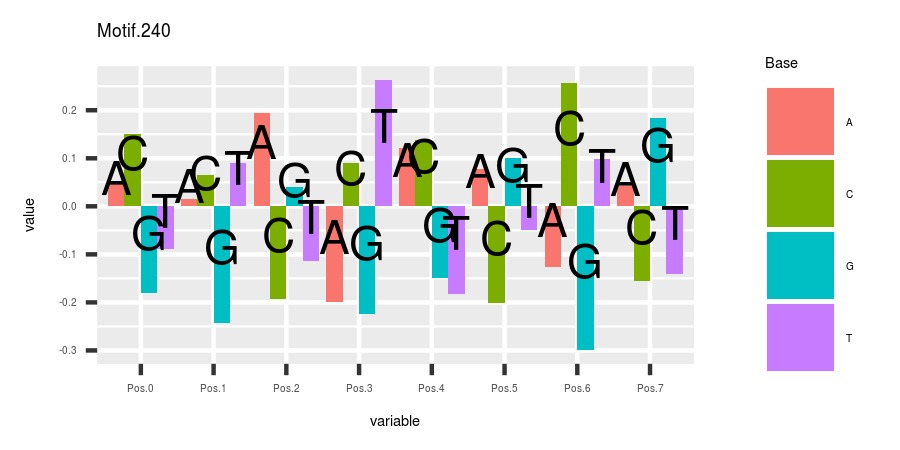 Motif.240
Base
A
C
G
T
value
0.2
0.1
0.0
-0.1
-0.2
-0.3
A C G T A C G T A C G T A C G T A C G T A C G T A C G T A C G T
Pos.0 Pos.1 Pos.2 Pos.3 Pos.4 Pos.5 Pos.6 Pos.7
variable